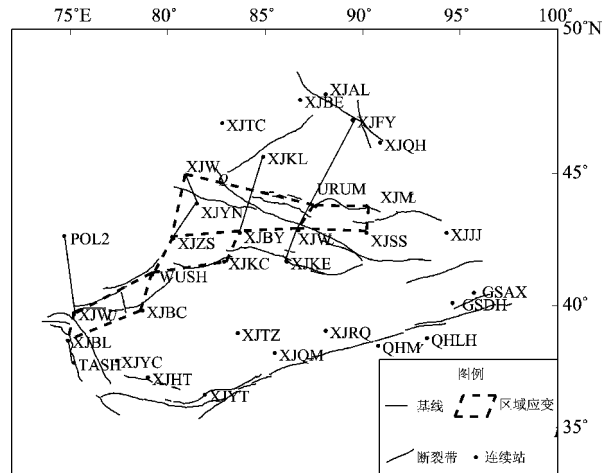 75°E 80° 85° 90° 95° 100°
50°N
XJAL
XJBE
XJFY
XJTC
XJQH
XJKL
45°
XJW
URUM
XJML
XJYN
POL2
XJZS
XJBY
XJW
XJSS
XJJJ
WUSH
XJKC
XJKE
GSAX
GSDH
40°
XJW
XJBC
XJBL
XJTZ
XJRQ
QHM
QHLH
TASH
XJYC
XJQM
XJHT
XJYT
图例
基线
区域应变
35°
断裂带
连续站